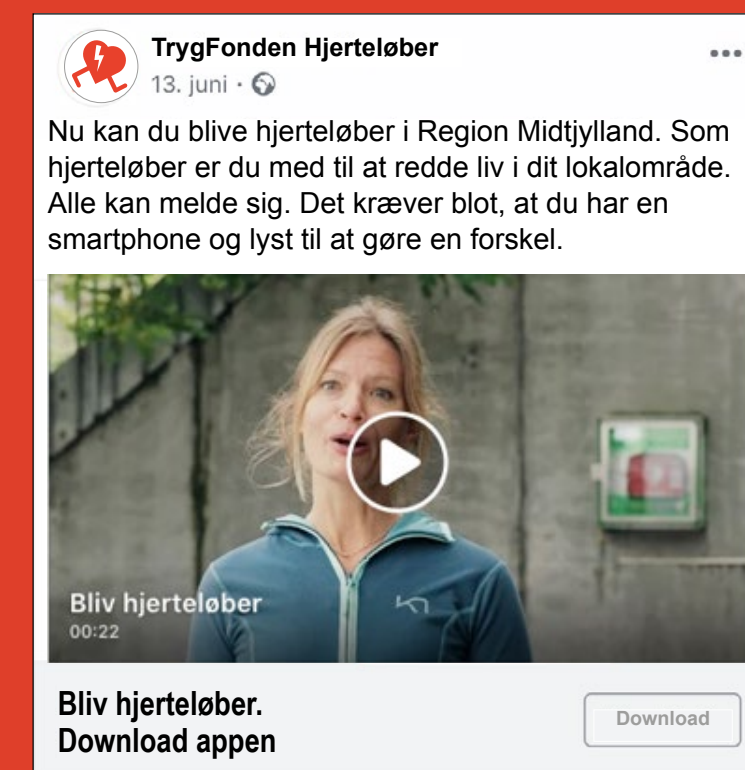 TrygFonden Hjerteløber
13. juni ·
Nu kan du blive hjerteløber i Region Midtjylland. Som
hjerteløber er du med til at redde liv i dit lokalområde.
Alle kan melde sig. Det kræver blot, at du har en
smartphone og lyst til at gøre en forskel.
Bliv hjerteløber
00:22
Bliv hjerteløber.
Download appen
Download